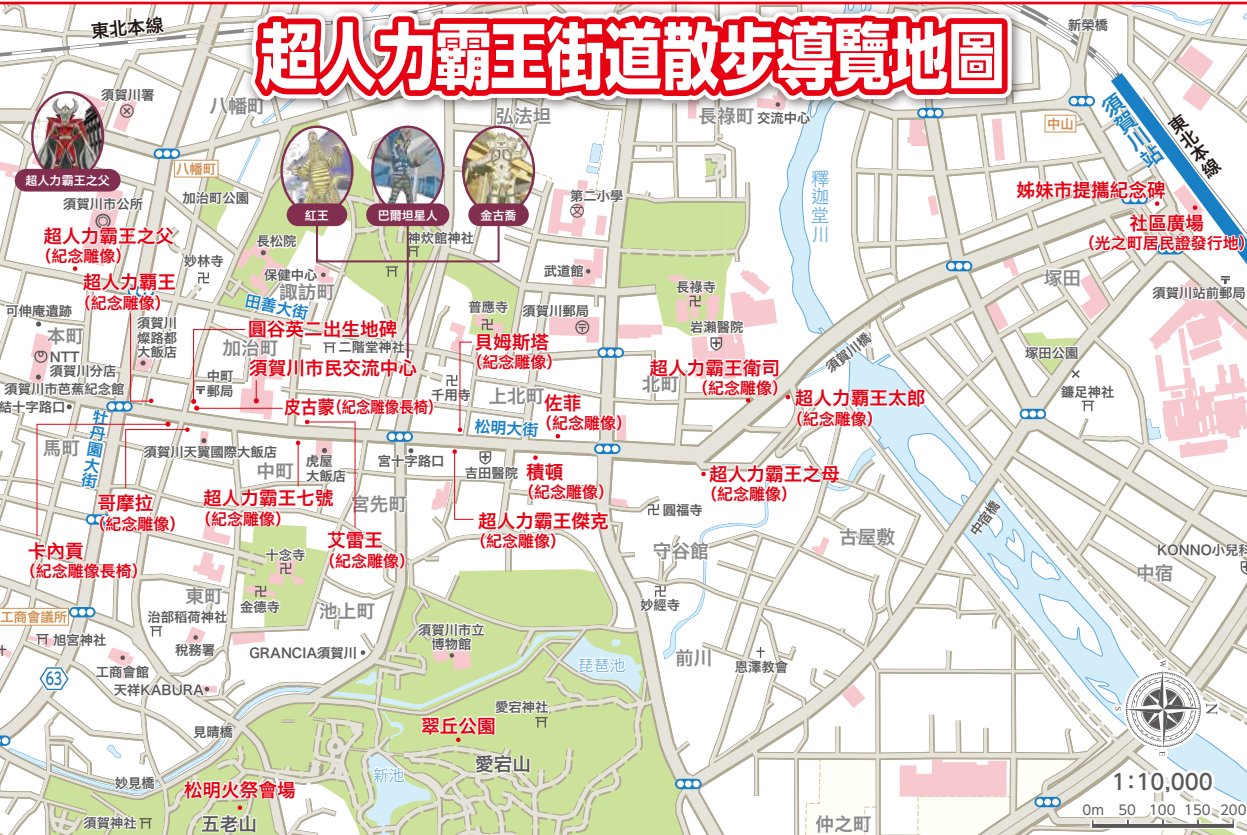 超人力霸王街道散步導覽地圖
東北本線
新榮橋
須賀川署
八幡町
弘法坦
長祿町
交流中心
中山
須賀川站
東北本線
超人力霸王之父
八幡町
紅王
巴爾坦星人
金古喬
第二小學
釋迦堂川
姊妹市提攜紀念碑
須賀川市公所
加治町公園
社區廣場
(光之町居民證發行地)
超人力霸王之父
(紀念雕像)
長松院
神炊館神社
妙林寺
保健中心
諏訪町
武道館
長祿寺
塚田
須賀川站前郵局
超人力霸王
(紀念雕像)
田善大街
普應寺
須賀川郵局
岩瀨醫院
可伸庵遺跡
本町
須賀川
燦路都
大飯店
圓谷英二出生地碑
加治町
二階堂神社
貝姆斯塔
(紀念雕像)
須賀川橋
塚田公園
NTT
須賀川分店
須賀川市民交流中心
超人力霸王衛司
(紀念雕像)
北町
須賀川市芭蕉紀念館
中町
郵局
千用寺
上北町
鐮足神社
結十字路口
皮古蒙(紀念雕像長椅)
佐菲
(紀念雕像)
超人力霸王太郎
(紀念雕像)
牡丹園大街
松明大街
馬町
須賀川天翼國際大飯店
中町
虎屋
大飯店
宮十字路口
吉田醫院
積頓
(紀念雕像)
超人力霸王之母
(紀念雕像)
哥摩拉
(紀念雕像)
超人力霸王七號
(紀念雕像)
宮先町
超人力霸王傑克
(紀念雕像)
圓福寺
中宿橋
卡內貢
(紀念雕像長椅)
艾雷王
(紀念雕像)
守谷館
古屋敷
KONNO小兒科
中宿
十念寺
東町
金德寺
池上町
妙經寺
工商會議所
治部稻荷神社
須賀川市立
博物館
旭宮神社
稅務署
GRANCIA須賀川
琵琶池
前川
恩澤教會
63
工商會館
天祥KABURA
愛宕神社
W
S
N
E
見晴橋
翠丘公園
愛宕山
新池
妙見橋
松明火祭會場
1:10,000
須賀神社
五老山
仲之町
0m 50 100 150 200